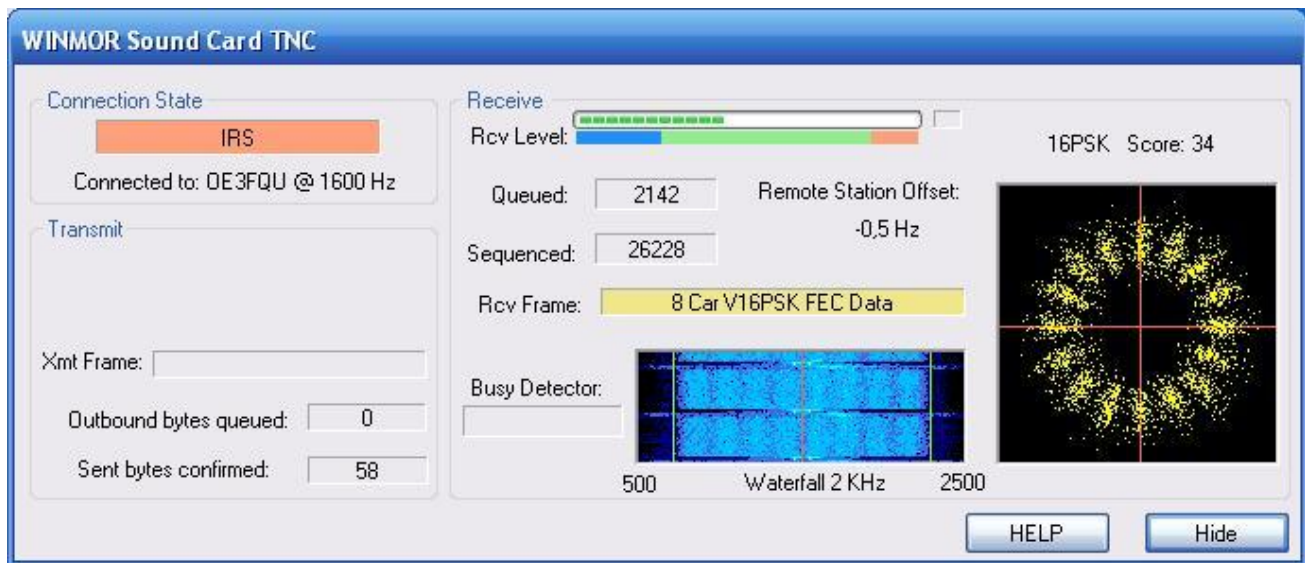 WINMOR Sound Card TNC
Connection State
IRS
Connected to: OE3FQU @ 1600 Hz
Transmit
Xmt Frame:
Outbound bytes queued: 0
Sent bytes confirmed: 58
Receive
Rcv Level:
Queued: 2142
Remote Station Offset:
-0,5 Hz
Sequenced: 26228
Rcv Frame: 8 Car V16PSK FEC Data
Busy Detector:
500 Waterfall 2 KHz 2500
16PSK Score: 34
HELP
Hide